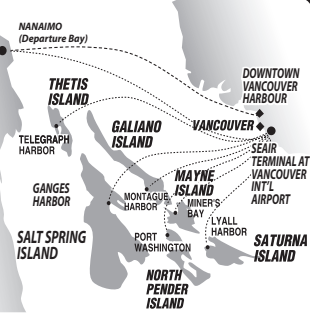 NANAIMO
(Departure Bay)
THETIS
ISLAND
DOWNTOWN
VANCOUVER
HARBOUR
GALIANO
ISLAND
VANCOUVER
TELEGRAPH
HARBOR
SEAIR
TERMINAL AT
VANCOUVER
INT'L
AIRPORT
GANGES
HARBOR
MAYNE
ISLAND
MONTAGUE
HARBOR
MINER'S
BAY
LYALL
HARBOR
SALT SPRING
ISLAND
PORT
WASHINGTON
SATURNA
ISLAND
NORTH
PENDER
ISLAND